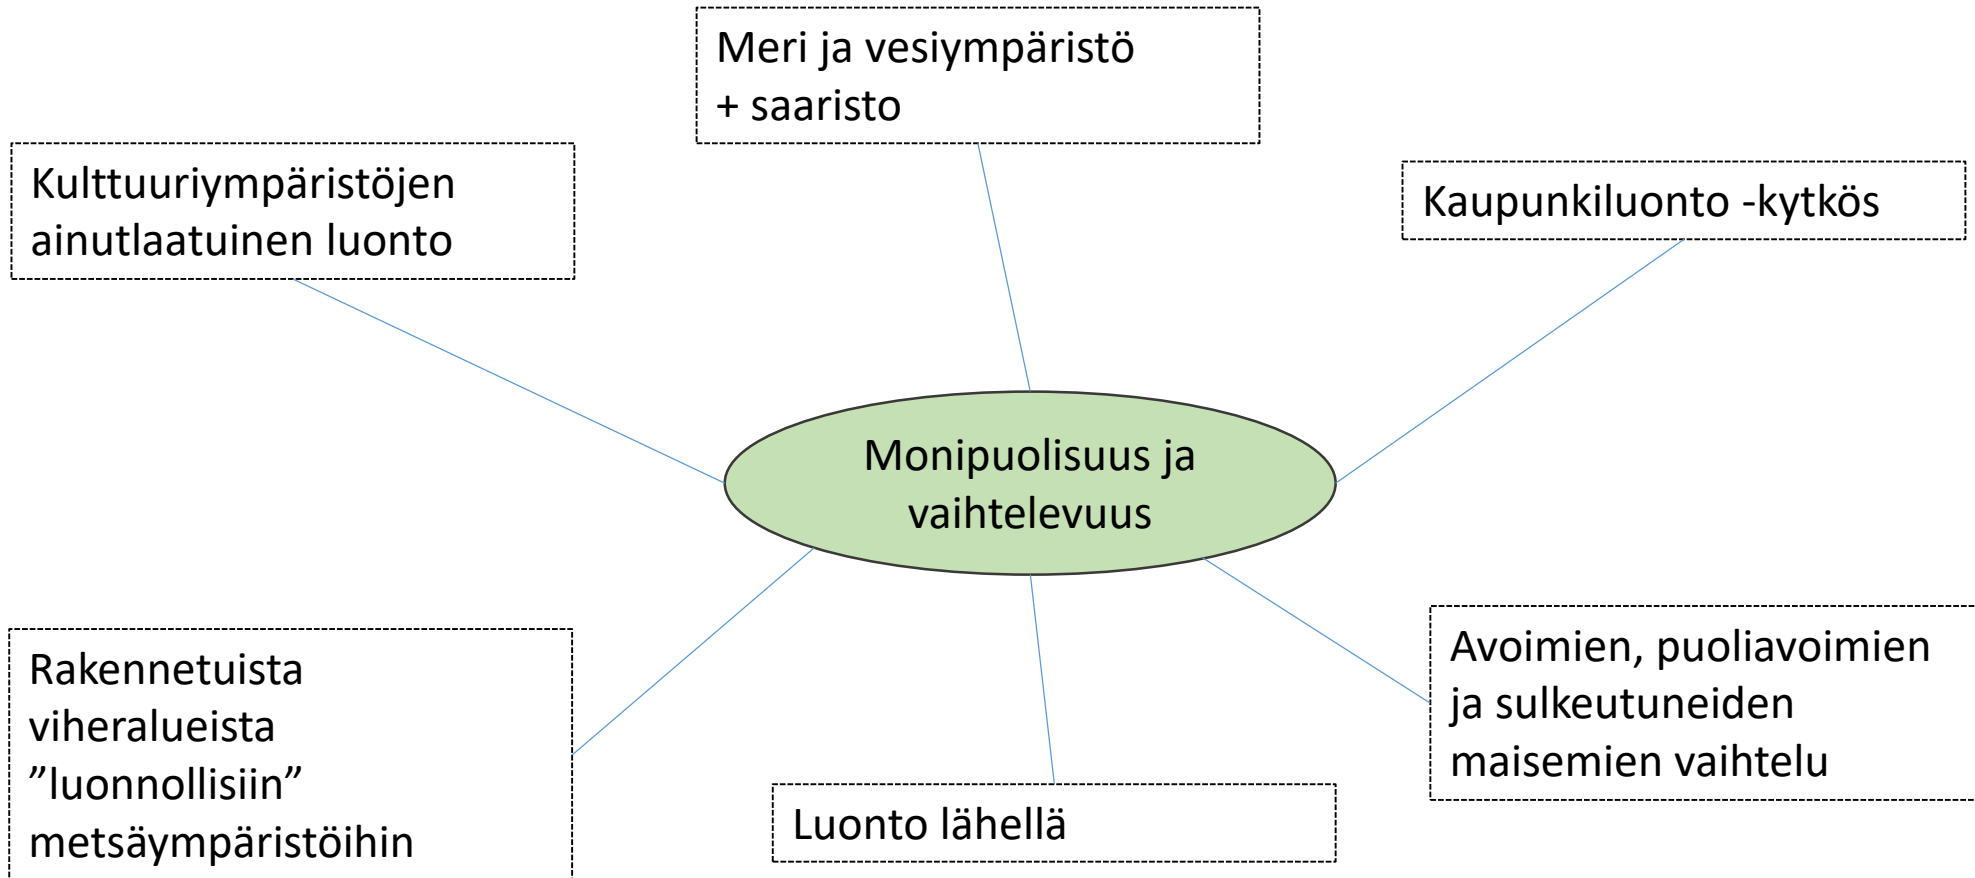 Meri ja vesiympäristö
+ saaristo
Kulttuuriympäristöjen
ainutlaatuinen luonto
Kaupunkiluonto -kytkös
Monipuolisuus ja
vaihtelevuus
Rakennetuista
viheralueista
”luonnollisiin”
metsäympäristöihin
Luonto lähellä
Avoimien, puoliavoimien
ja sulkeutuneiden
maisemien vaihtelu